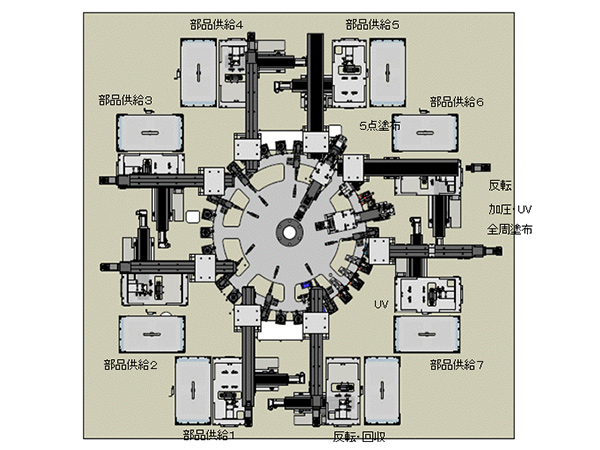 部品供給4
部品供給5
部品供給3
部品供給6
5点塗布
反転
加圧・UV
全周塗布
UV
部品供給2
部品供給7
部品供給1
反転・回収